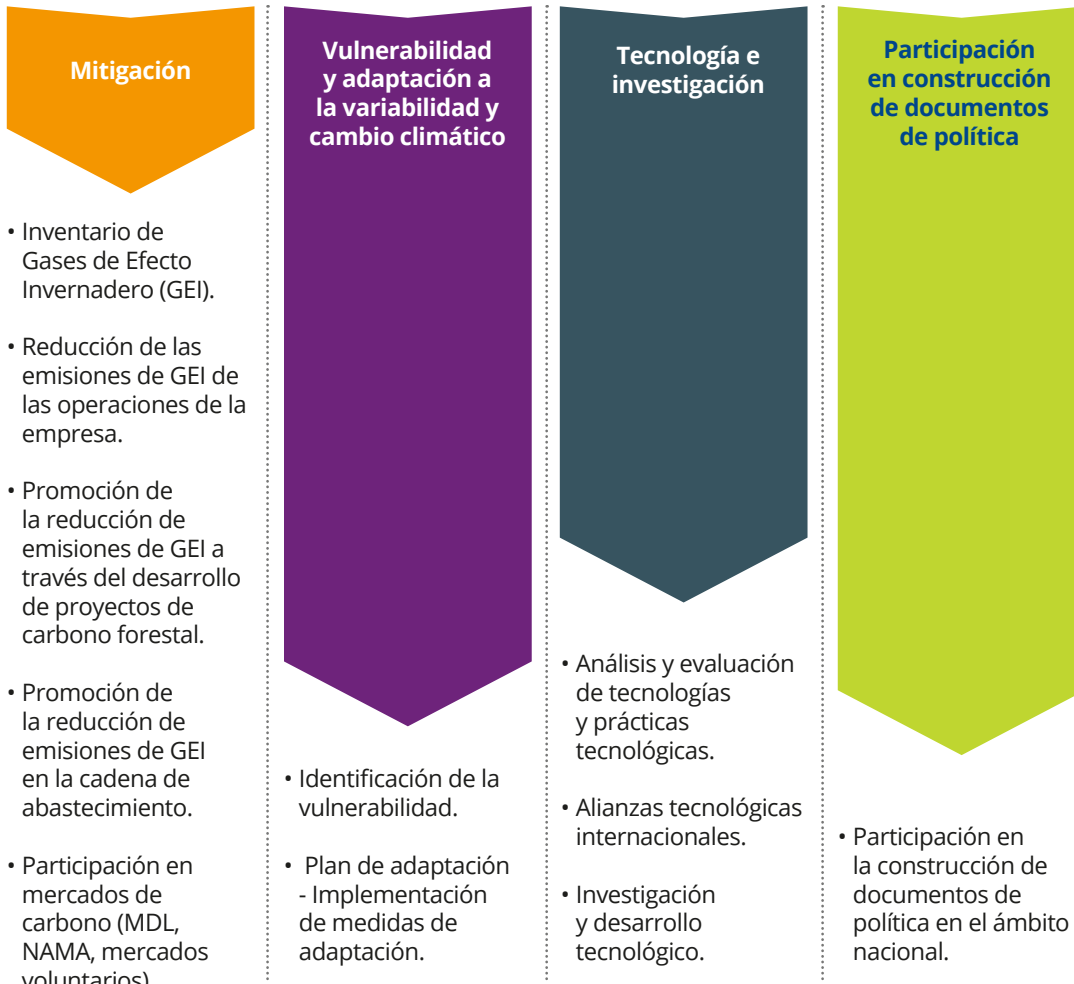 Mitigación
• Inventario de
Gases de Efecto
Invernadero (GEI).
• Reducción de las
emisiones de GEI de
las operaciones de la
empresa.
• Promoción de
la reducción de
emisiones de GEI a
través del desarrollo
de proyectos de
carbono forestal.
• Promoción de
la reducción de
emisiones de GEI
en la cadena de
abastecimiento.
• Participación en
mercados de
carbono (MDL,
NAMA, mercados
voluntarios)
Vulnerabilidad
y adaptación a
la variabilidad y
cambio climático
• Identificación de la
vulnerabilidad.
• Plan de adaptación
- Implementación
de medidas de
adaptación.
Tecnología e
investigación
• Análisis y evaluación
de tecnologías
y prácticas
tecnológicas.
• Alianzas tecnológicas
internacionales.
• Investigación
y desarrollo
tecnológico.
Participación
en construcción
de documentos
de política
• Participación en
la construcción de
documentos de
política en el ámbito
nacional.